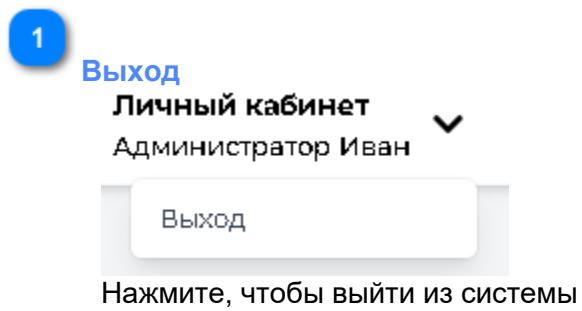 1
Выход
Личный кабинет
Администратор Иван
Выход
Нажмите, чтобы выйти из системы